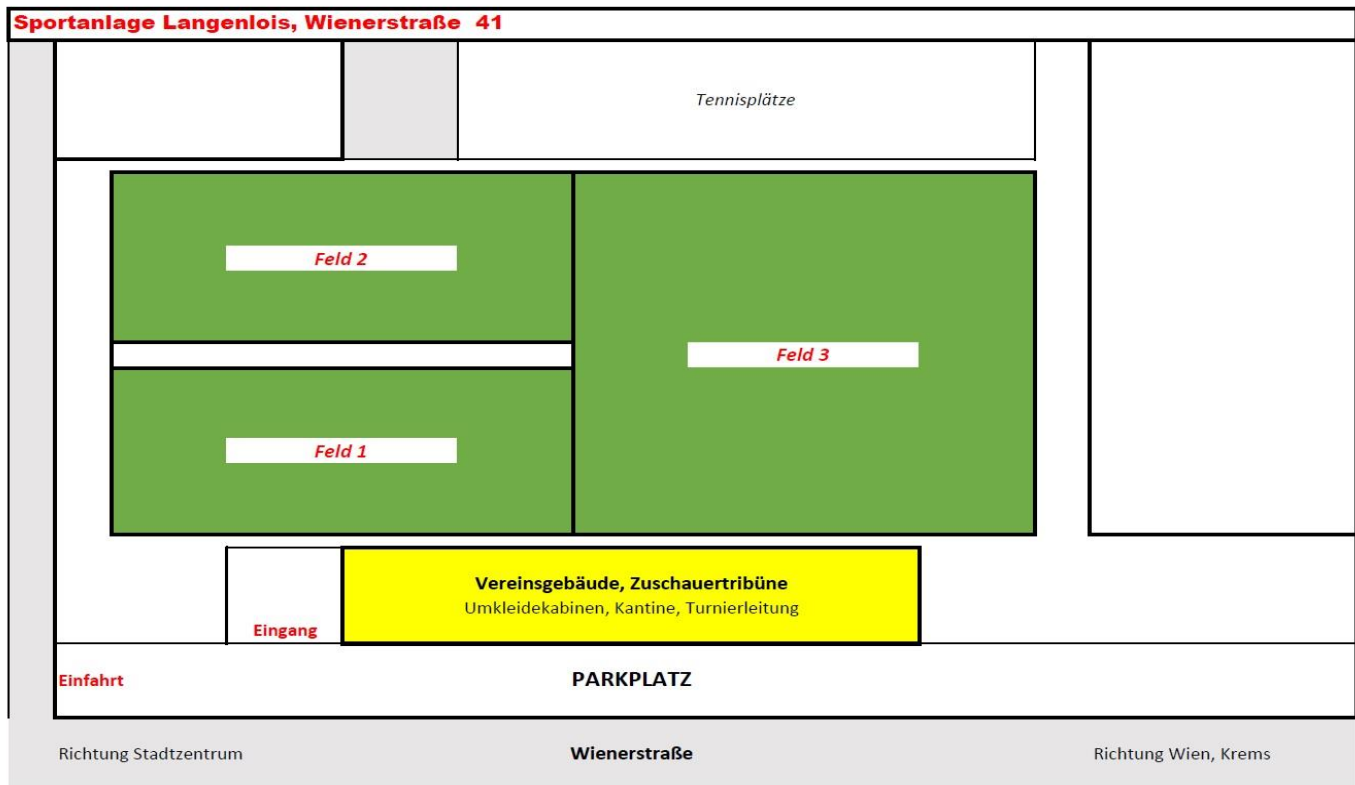 Sportanlage Langenlois, Wienerstraße 41
Tennisplätze
Feld 2
Feld 3
Feld 1
Vereinsgebäude, Zuschauertribüne
Umkleidekabinen, Kantine, Turnierleitung
Eingang
Einfahrt
PARKPLATZ
Richtung Stadtzentrum
Wienerstraße
Richtung Wien, Krems